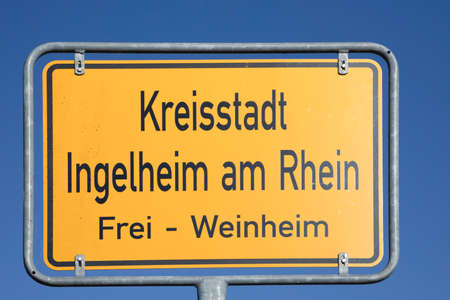 Kreisstadt
Ingelheim am Rhein
Frei - Weinheim